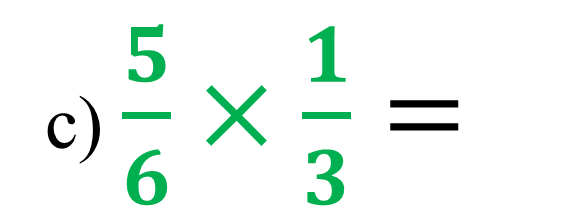 c) 5/6 × 1/3 =